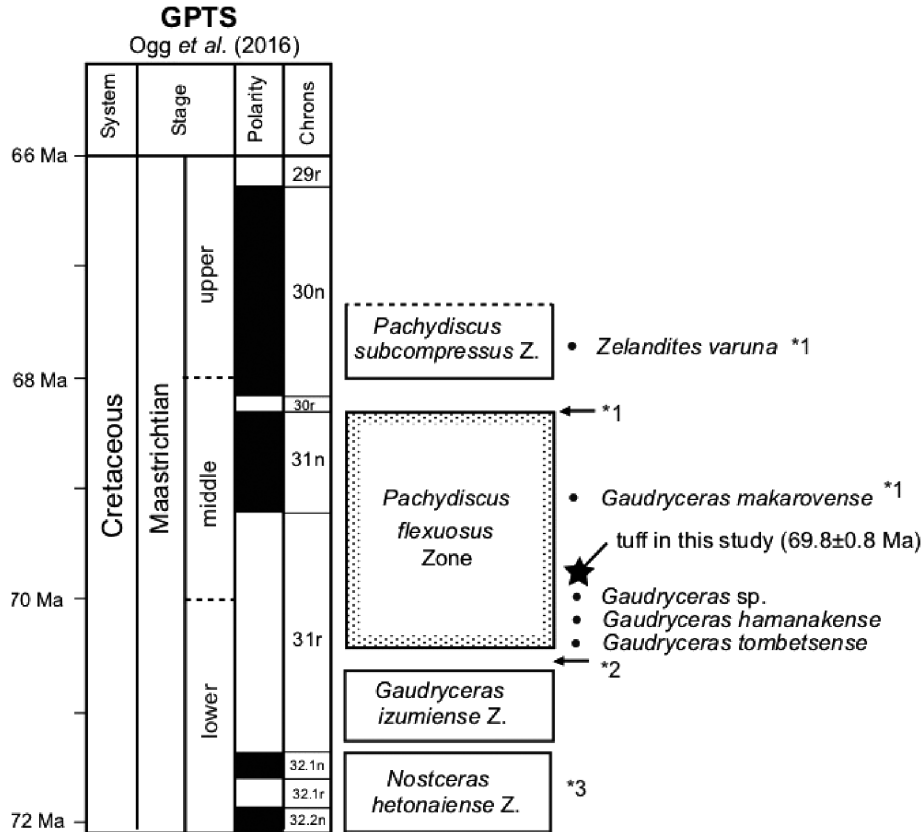 GPTS
Ogg et al. (2016)
System
Stage
Polarity
Chrons
66 Ma
68 Ma
70 Ma
72 Ma
Cretaceous
Maastrichtian
upper
middle
lower
29r
30n
30r
31n
31r
32.1n
32.1r
32.2n
Pachydiscus
subcompressus Z.
Zelandites varuna *1
*1
Pachydiscus
flexuosus
Zone
Gaudryceras makarovense *1
tuff in this study (69.8±0.8 Ma)
Gaudryceras sp.
Gaudryceras hamanakense
Gaudryceras tombetsense
*2
Gaudryceras
izumiense Z.
Nostceras
hetonaiense Z.
*3